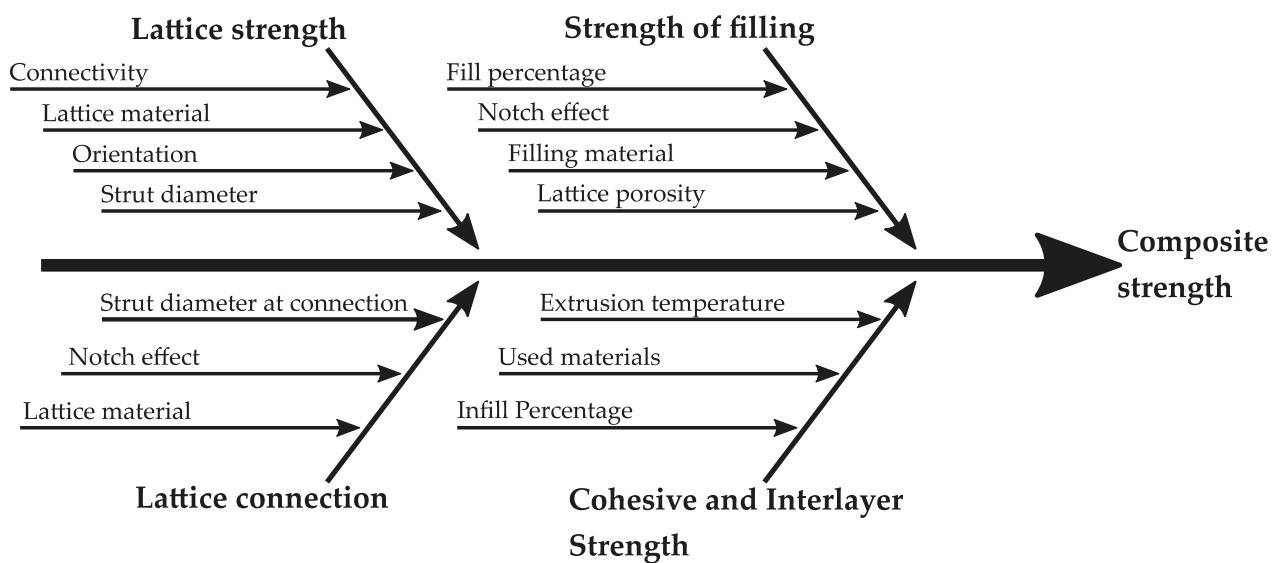 Lattice strength
Connectivity
Lattice material
Orientation
Strut diameter
Strength of filling
Fill percentage
Notch effect
Filling material
Lattice porosity
Composite
strength
Strut diameter at connection
Notch effect
Lattice material
Lattice connection
Extrusion temperature
Used materials
Infill Percentage
Cohesive and Interlayer
Strength